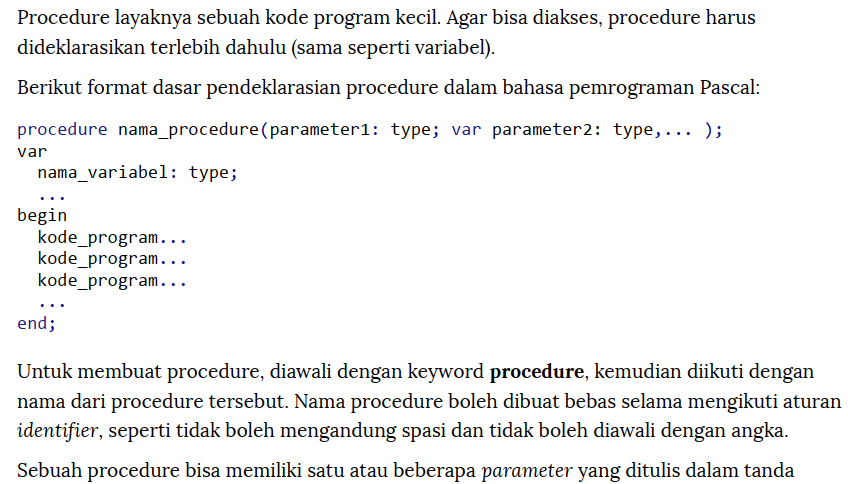 Procedure layaknya sebuah kode program kecil. Agar bisa diakses, procedure harus
dideklarasikan terlebih dahulu (sama seperti variabel).
Berikut format dasar pendeklarasian procedure dalam bahasa pemrograman Pascal:
procedure nama_procedure(parameter1: type; var parameter2: type,... );
var
  nama_variabel: type;
  ...
begin
  kode_program...
  kode_program...
  kode_program...
  ...
end;
Untuk membuat procedure, diawali dengan keyword procedure, kemudian diikuti dengan
nama dari procedure tersebut. Nama procedure boleh dibuat bebas selama mengikuti aturan
identifier, seperti tidak boleh mengandung spasi dan tidak boleh diawali dengan angka.
Sebuah procedure bisa memiliki satu atau beberapa parameter yang ditulis dalam tanda